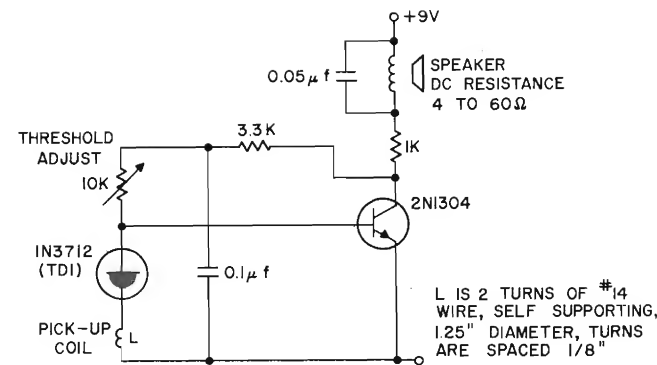 +9V
0.05μf
SPEAKER
DC RESISTANCE
4 TO 60Ω
3.3K
THRESHOLD
ADJUST
1K
10K
2N1304
1N3712
(TD1)
0.1μf
L IS 2 TURNS OF #14
WIRE, SELF SUPPORTING,
1.25" DIAMETER, TURNS
ARE SPACED 1/8"
PICK-UP
COIL
L